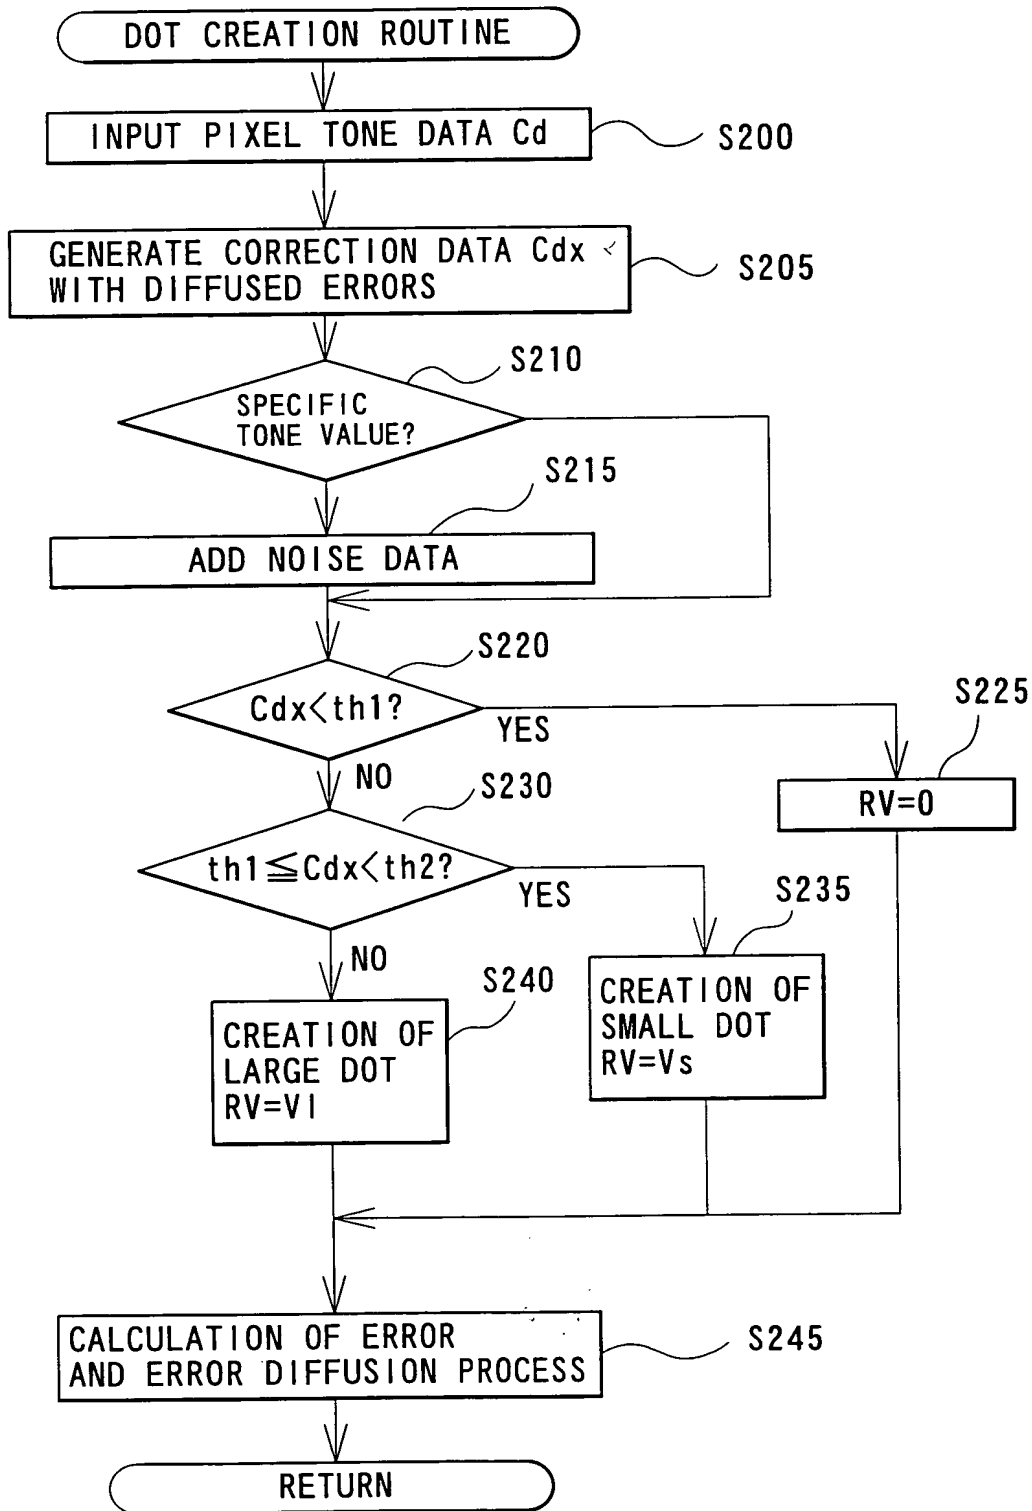 DOT CREATION ROUTINE
INPUT PIXEL TONE DATA Cd
S200
GENERATE CORRECTION DATA Cdx
WITH DIFFUSED ERRORS
S205
S210
SPECIFIC
TONE VALUE?
S215
ADD NOISE DATA
S220
Cdx<th1?
YES
S225
NO
RV=0
S230
th1≦Cdx<th2?
YES
S235
NO
S240
CREATION OF
SMALL DOT
RV=Vs
CREATION OF
LARGE DOT
RV=Vl
CALCULATION OF ERROR
AND ERROR DIFFUSION PROCESS
S245
RETURN